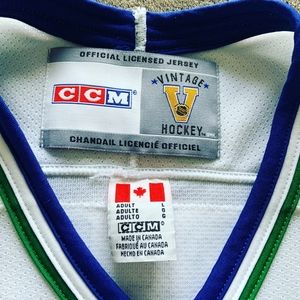 OFFICIAL LICENSED JERSEY
CCM
VINTAGE
V
HOCKEY
CHANDAIL LICENCIÉ OFFICIEL
ADULT L
ADULTE G
ADULTO G
CCM
MADE IN CANADA
FABRIQUÉ AU CANADA
HECHO EN CANADA